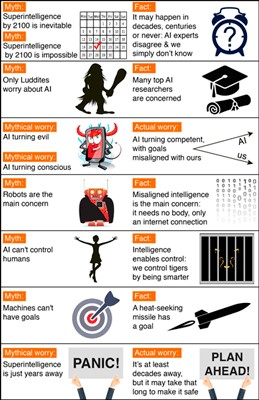 Myth:
Superintelligence
by 2100 is inevitable
Myth:
Superintelligence
by 2100 is impossible
Fact:
It may happen in
decades, centuries
or never: AI experts
disagree & we
simply don't know
Myth:
Only Luddites
worry about AI
Fact:
Many top AI
researchers
are concerned
Mythical worry:
AI turning evil
Mythical worry:
AI turning conscious
Actual worry
AI turning competent,
with goals
misaligned with ours
AI
us
Myth:
Robots are the
main concern
Fact:
Misaligned intelligence
is the main concern:
it needs no body, only
an internet connection
Myth:
AI can't control
humans
Fact:
Intelligence
enables control:
we control tigers
by being smarter
Myth:
Machines can't
have goals
Fact:
A heat-seeking
missile has
a goal
Mythical worry:
Superintelligence
is just years away
PANIC!
Actual worry:
It's at least
decades away,
but it may take that
long to make it safe
PLAN
AHEAD!